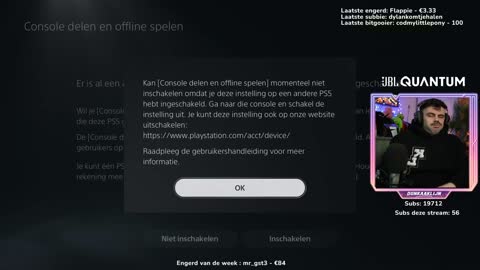 Console delen en offline spelen
Laatste engerd: Flappie - €3.33
Laatste subbie: dylankomtjehalen
Laatste bitgooier: codmylittlepony - 100
Er is al een a
Wil je [Consol
die deze PS5 g
De [Console d
gebruikers op
Je kunt een PS
rekening mee
Kan [Console delen en offline spelen] momenteel niet
inschakelen omdat je deze instelling op een andere PS5
hebt ingeschakeld. Ga naar die console en schakel de
instelling uit. Je kunt deze instelling ook op onze website
uitschakelen:
https://www.playstation.com/acct/device/
Raadpleeg de gebruikershandleiding voor meer
informatie.
OK
Niet inschakelen
Inschakelen
JBL QUANTUM
Subs: 19712
Subs deze stream: 56
Engerd van de week : mr_gst3 - €84